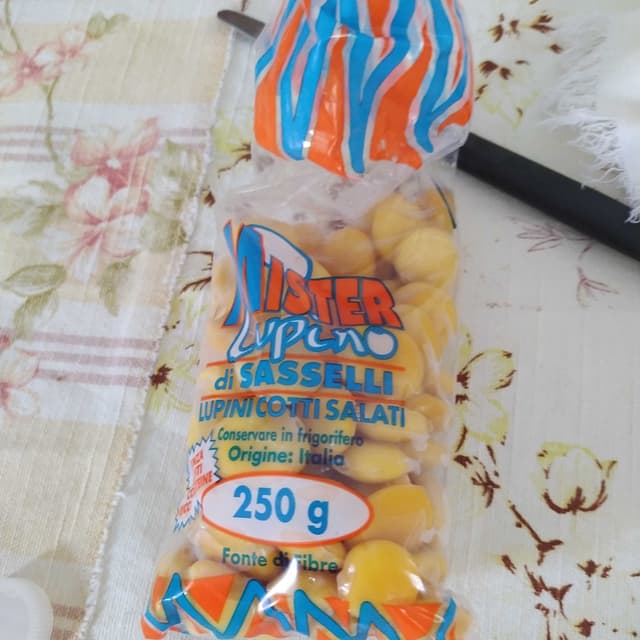 MISTER
Lupino
di SASSELLI
LUPINI COTTI SALATI
Conservare in frigorifero
Origine: Italia
250 g
Fonte di Fibre